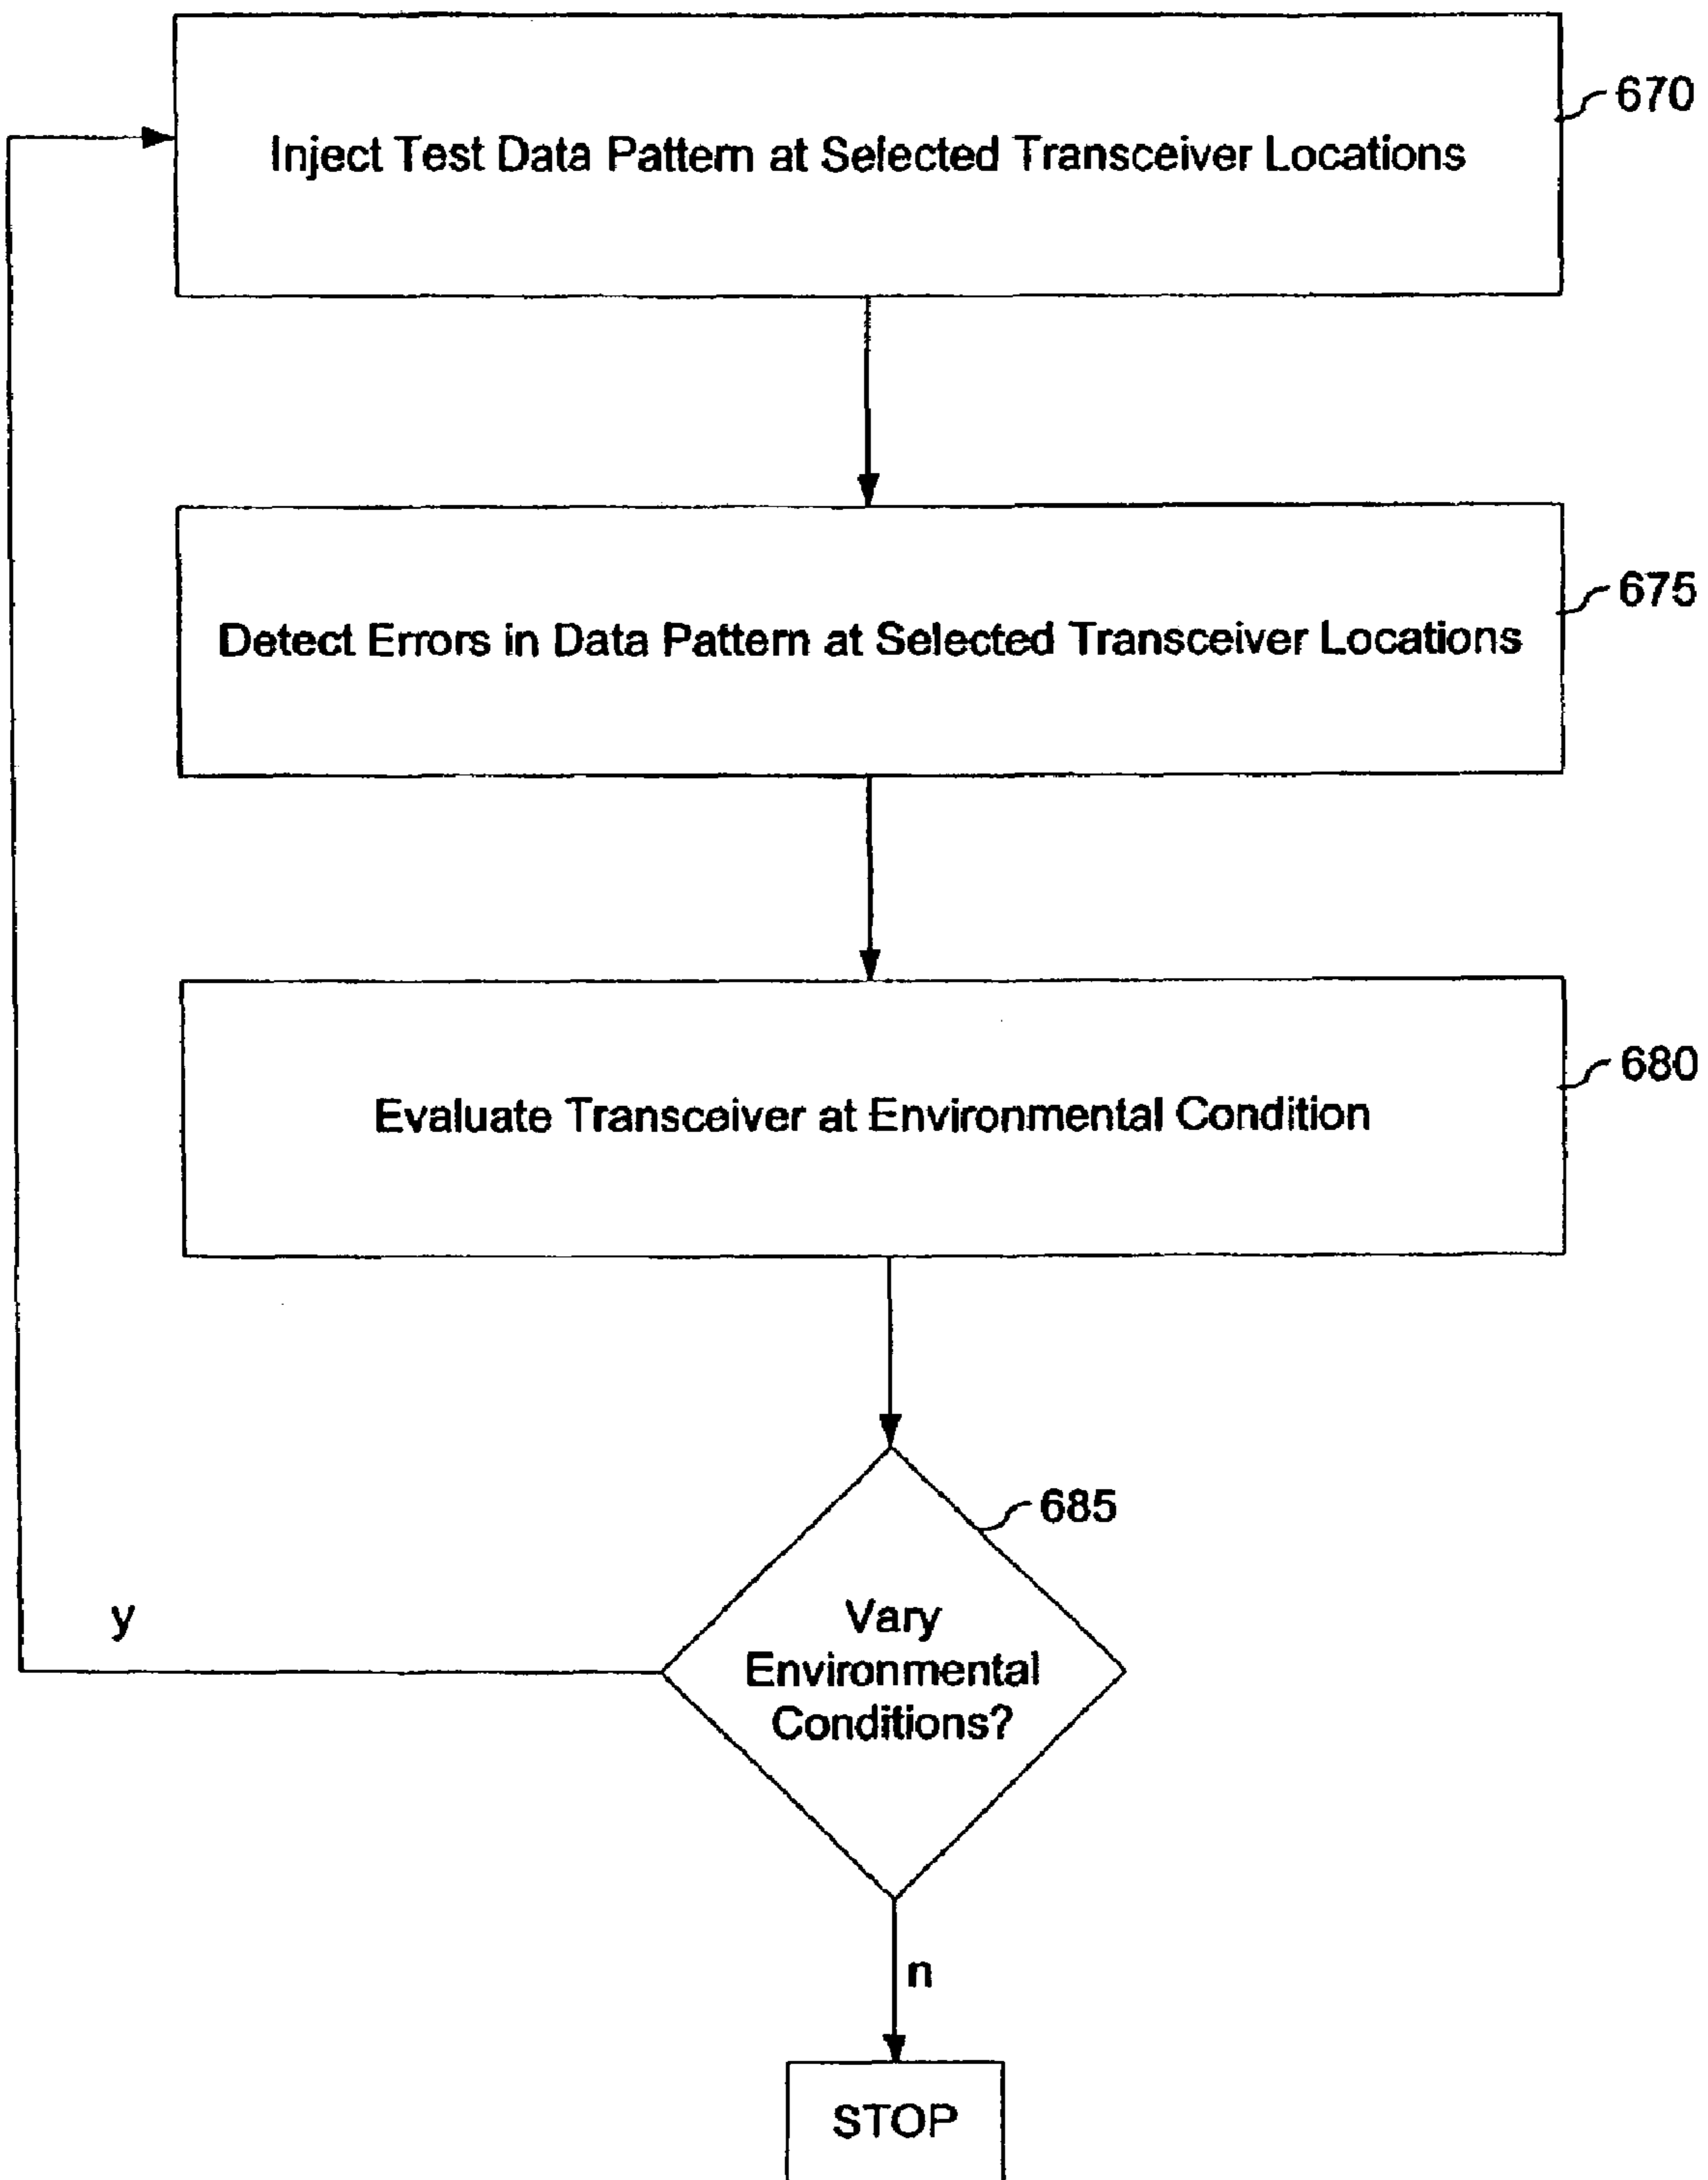 670
Inject Test Data Pattern at Selected Transceiver Locations
675
Detect Errors in Data Pattern at Selected Transceiver Locations
680
Evaluate Transceiver at Environmental Condition
685
Vary
Environmental
Conditions?
y
n
STOP